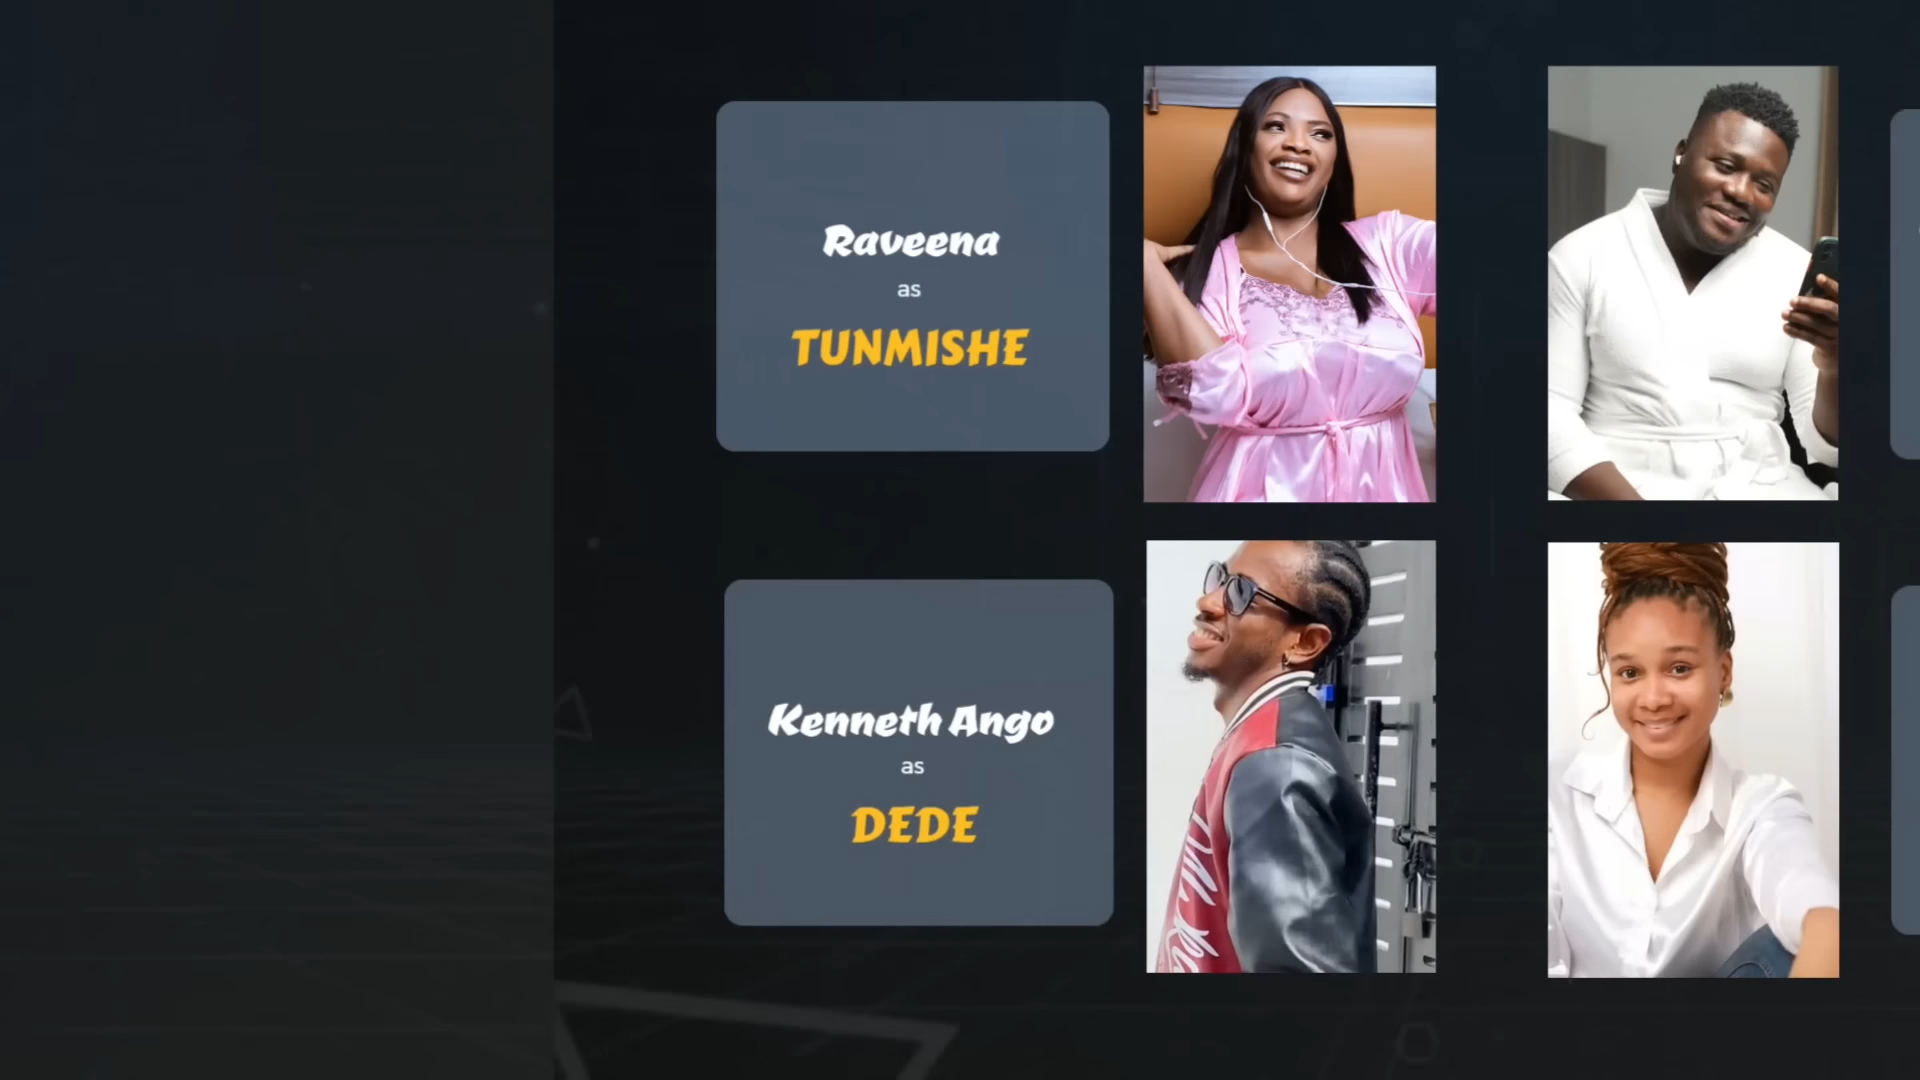 Raveena
as
TUNMISHE
Kenneth Ango
as
DEDE